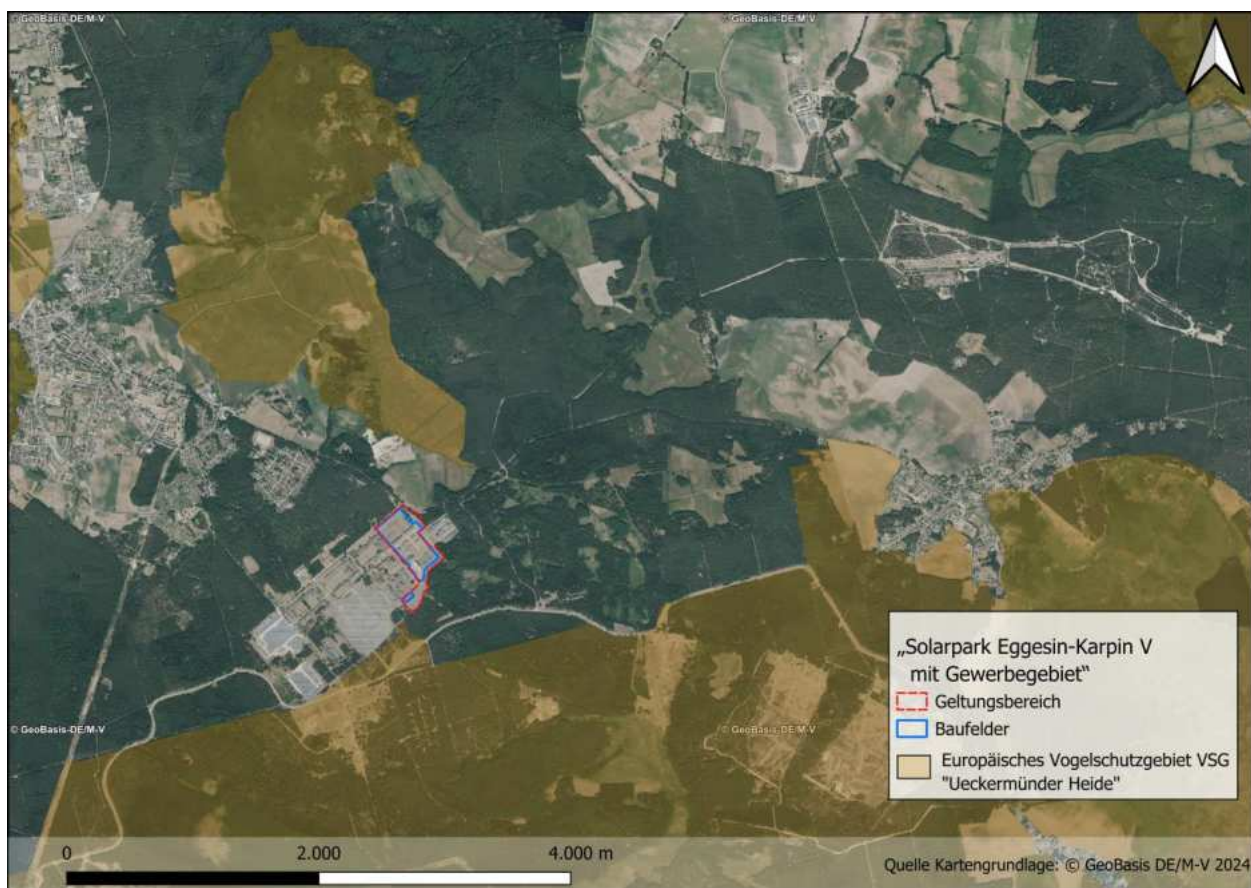 © GeoBasis-DE/M-V
© GeoBasis-DE/M-V
„Solarpark Eggesin-Karpin V
mit Gewerbegebiet“
Geltungsbereich
Baufelder
Europäisches Vogelschutzgebiet VSG
"Ueckermünder Heide"
© GeoBasis-DE/M-V
© GeoBasis-DE/M-V
0
2.000
4.000 m
Quelle Kartengrundlage: © GeoBasis DE/M-V 2024